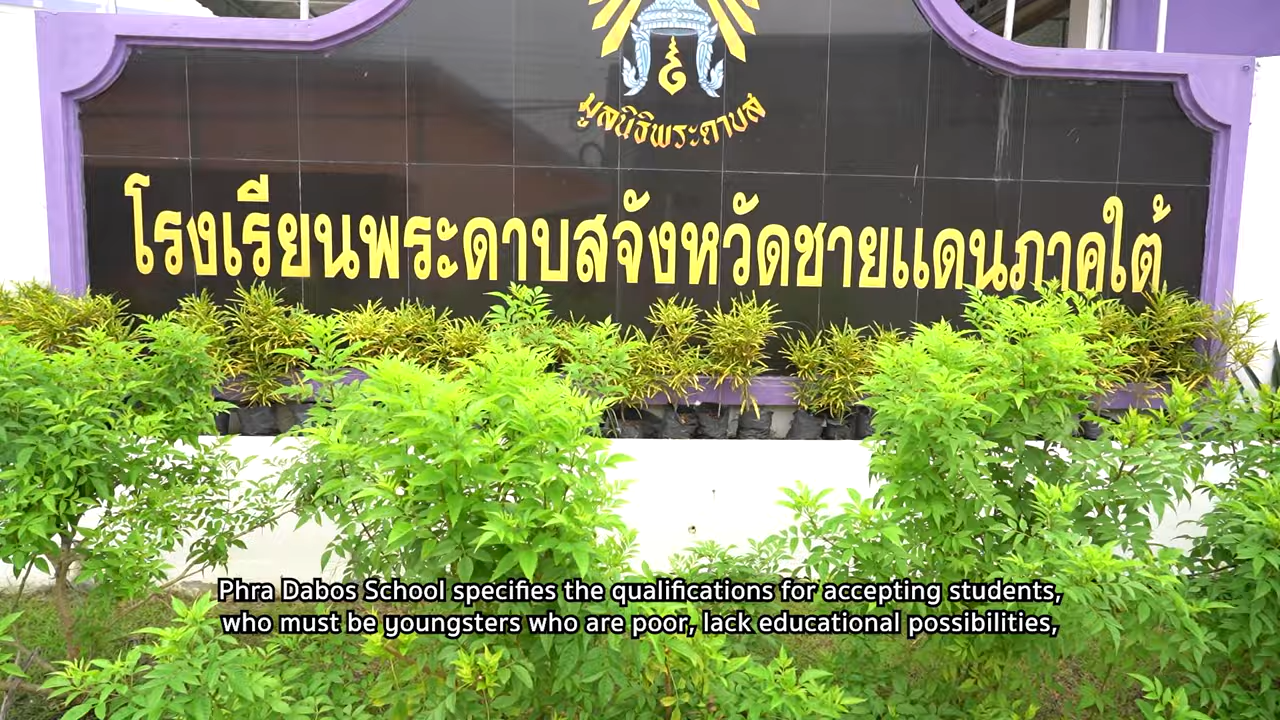 มูลนิธิพระดาบส
โรงเรียนพระดาบสจังหวัดชายแดนภาคใต้
Phra Dabos School specifies the qualifications for accepting students,
who must be youngsters who are poor, lack educational possibilities,